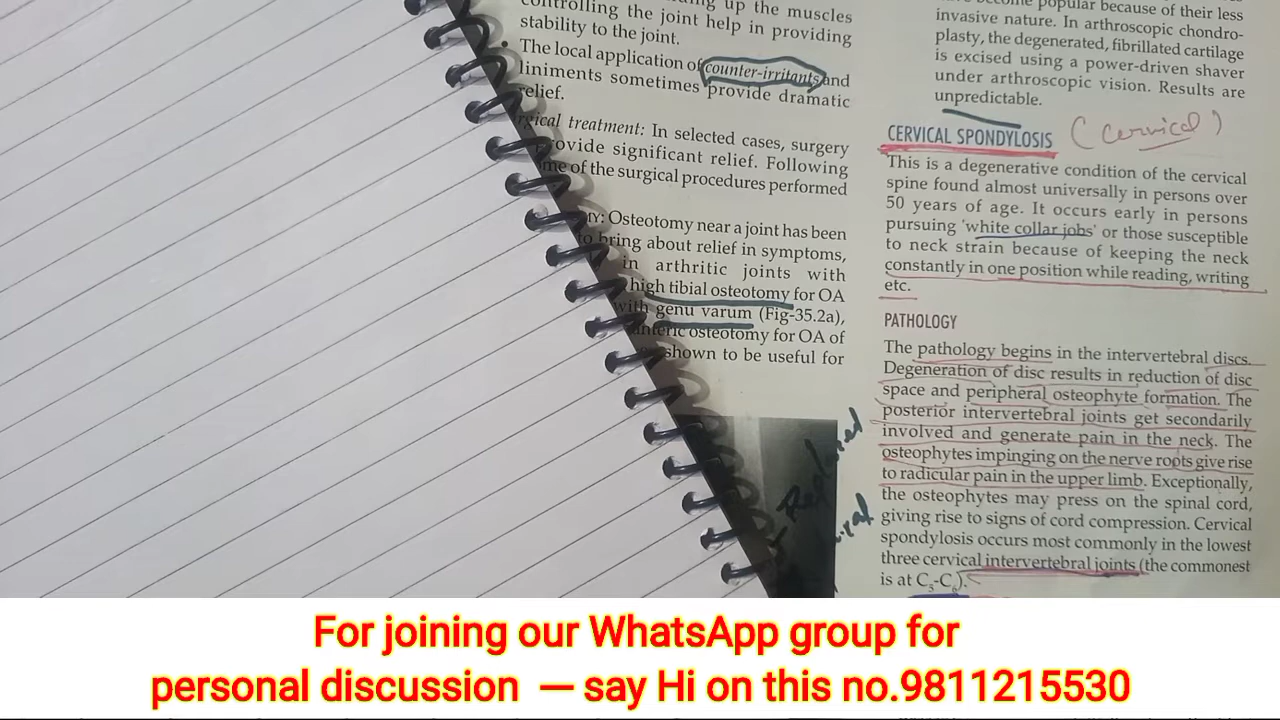 up the muscles
controlling the joint help in providing
stability to the joint.
• The local application of counter-irritants and
liniments sometimes provide dramatic
relief.
treatment: In selected cases, surgery
provide significant relief. Following
of the surgical procedures performed
Osteotomy near a joint has been
to bring about relief in symptoms,
in arthritic joints with
high tibial osteotomy for OA
with genu varum (Fig-35.2a),
osteotomy for OA of
shown to be useful for
popular because of their less
invasive nature. In arthroscopic chondro-
plasty, the degenerated, fibrillated cartilage
is excised using a power-driven shaver
under arthroscopic vision. Results are
unpredictable.
CERVICAL SPONDYLOSIS (Cervical)
This is a degenerative condition of the cervical
spine found almost universally in persons over
50 years of age. It occurs early in persons
pursuing 'white collar jobs' or those susceptible
to neck strain because of keeping the neck
constantly in one position while reading, writing
etc.
PATHOLOGY
The pathology begins in the intervertebral discs.
Degeneration of disc results in reduction of disc
space and peripheral osteophyte formation. The
posterior intervertebral joints get secondarily
involved and generate pain in the neck. The
osteophytes impinging on the nerve roots give rise
to radicular pain in the upper limb. Exceptionally,
the osteophytes may press on the spinal cord,
giving rise to signs of cord compression. Cervical
spondylosis occurs most commonly in the lowest
three cervical intervertebral joints (the commonest
is at C5-C6).
For joining our WhatsApp group for
personal discussion — say Hi on this no.9811215530